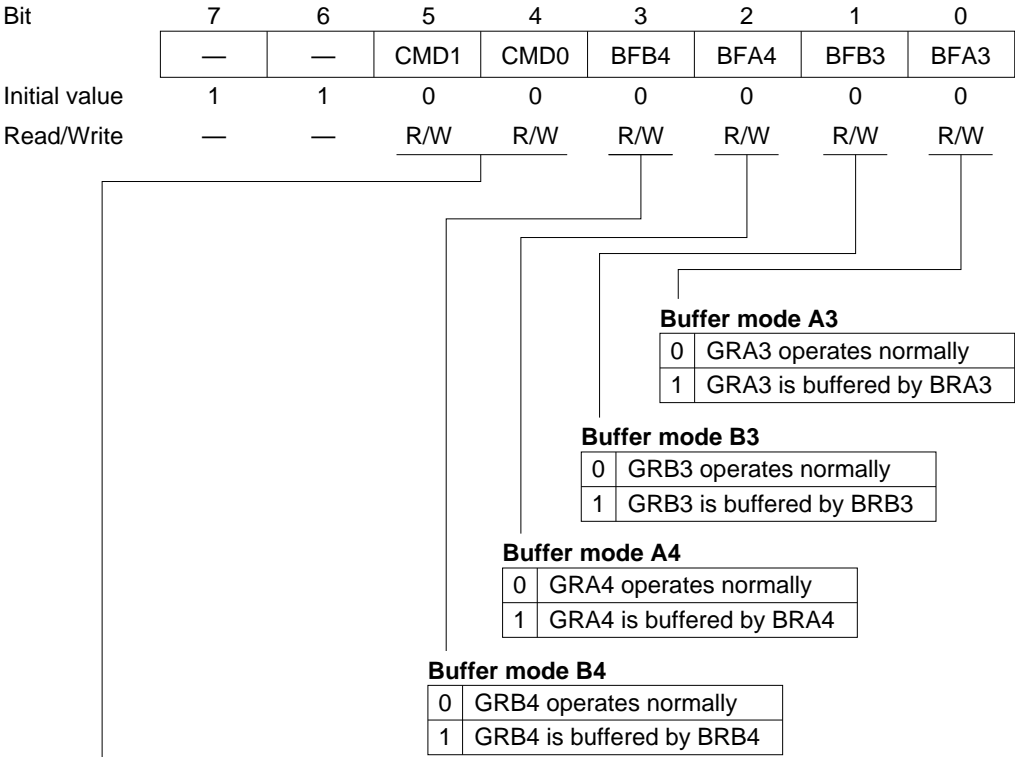 Bit 7 6 5 4 3 2 1 0
— — CMD1 CMD0 BFB4 BFA4 BFB3 BFA3
Initial value 1 1 0 0 0 0 0 0
Read/Write — — R/W R/W R/W R/W R/W R/W
Buffer mode A3
0 GRA3 operates normally
1 GRA3 is buffered by BRA3
Buffer mode B3
0 GRB3 operates normally
1 GRB3 is buffered by BRB3
Buffer mode A4
0 GRA4 operates normally
1 GRA4 is buffered by BRA4
Buffer mode B4
0 GRB4 operates normally
1 GRB4 is buffered by BRB4